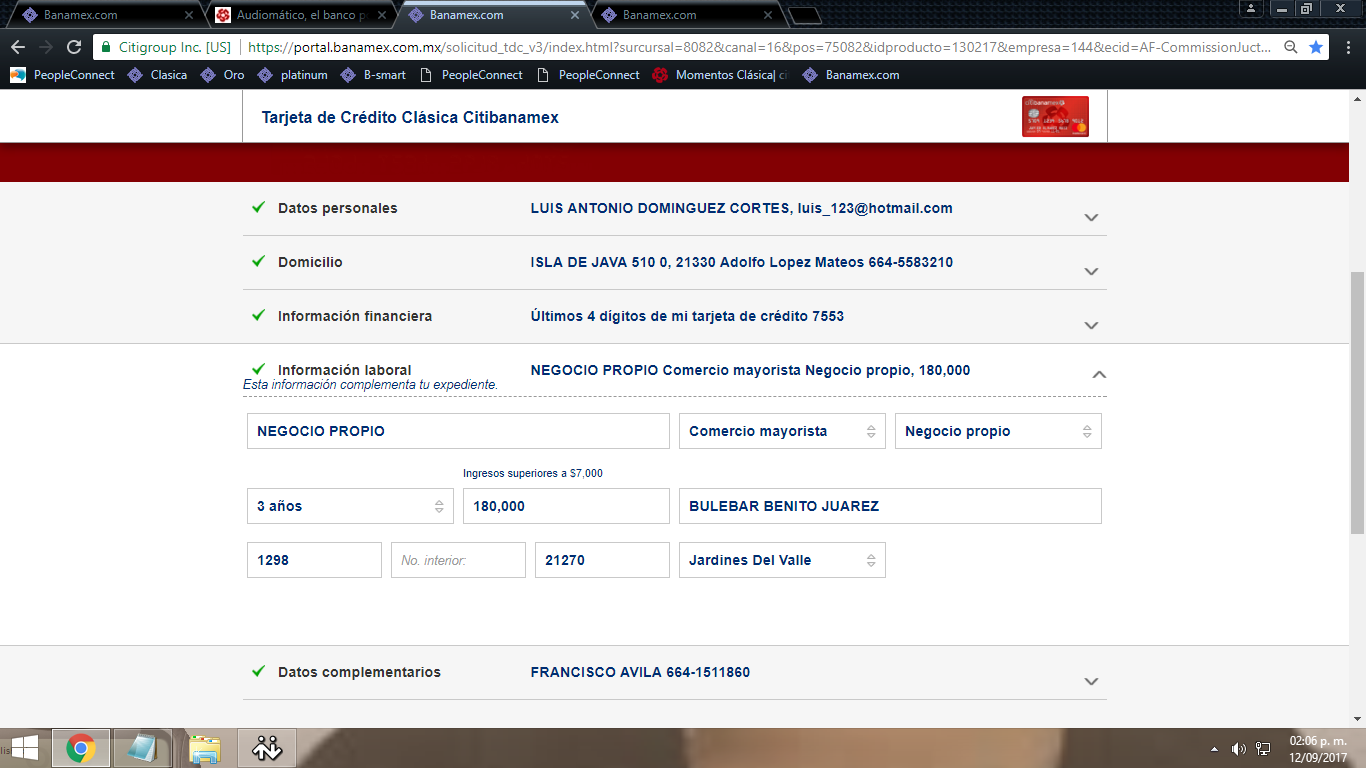 Banamex.com
Audiomático, el banco p
Banamex.com
Banamex.com
Citigroup Inc. [US]
https://portal.banamex.com.mx/solicitud_tdc_v3/index.html?surcursal=8082&canal=16&pos=75082&idproducto=130217&empresa=144&ecid=AF-CommissionJuct...
PeopleConnect Clasica Oro platinum B-smart PeopleConnect PeopleConnect Momentos Clásica| ci Banamex.com
Tarjeta de Crédito Clásica Citibanamex
Datos personales LUIS ANTONIO DOMINGUEZ CORTES, luis_123@hotmail.com
Domicilio ISLA DE JAVA 510 0, 21330 Adolfo Lopez Mateos 664-5583210
Información financiera Últimos 4 dígitos de mi tarjeta de crédito 7553
Información laboral NEGOCIO PROPIO Comercio mayorista Negocio propio, 180,000
Esta información complementa tu expediente.
NEGOCIO PROPIO Comercio mayorista Negocio propio
Ingresos superiores a $7,000
3 años 180,000 BULEBAR BENITO JUAREZ
1298 No. interior: 21270 Jardines Del Valle
Datos complementarios FRANCISCO AVILA 664-1511860
02:06 p. m.
12/09/2017